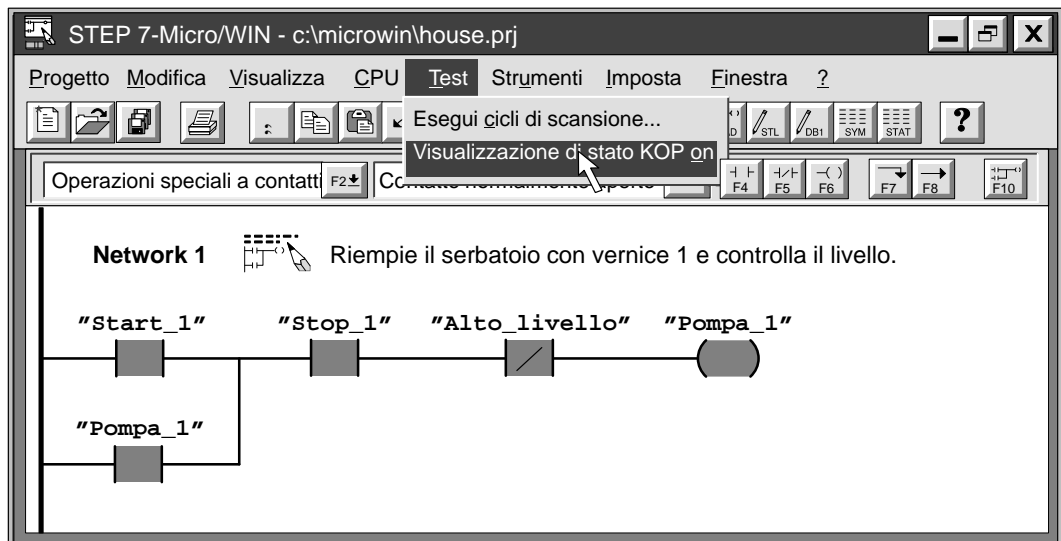 STEP 7-Micro/WIN - c:\microwin\house.prj
Progetto Modifica Visualizza CPU Test Strumenti Imposta Finestra ?
Esegui cicli di scansione...
STL DB1 SYM STAT ?
Visualizzazione di stato KOP on
Operazioni speciali a contatti F2 F4 F5 F6 F7 F8 F10
Network 1 Riempie il serbatoio con vernice 1 e controlla il livello.
"Start_1" "Stop_1" "Alto_livello" "Pompa_1"
"Pompa_1"